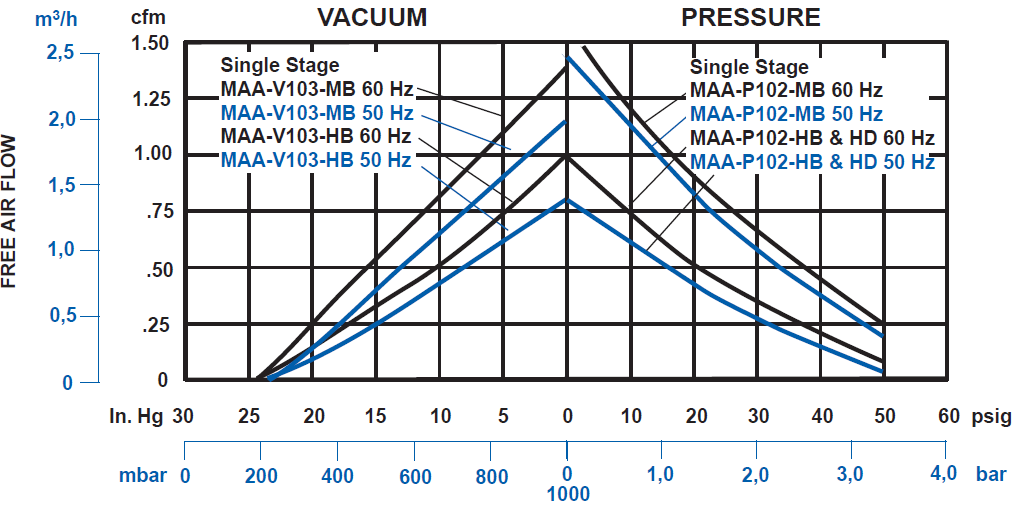 VACUUM PRESSURE
m³/h cfm
FREE AIR FLOW
2,5
2,0
1,5
1,0
0,5
0
1.50
1.25
1.00
.75
.50
.25
0
Single Stage
MAA-V103-MB 60 Hz
MAA-V103-MB 50 Hz
MAA-V103-HB 60 Hz
MAA-V103-HB 50 Hz
Single Stage
MAA-P102-MB 60 Hz
MAA-P102-MB 50 Hz
MAA-P102-HB & HD 60 Hz
MAA-P102-HB & HD 50 Hz
In. Hg 30 25 20 15 10 5 0 10 20 30 40 50 60 psig
mbar 0 200 400 600 800 0 1,0 2,0 3,0 4,0 bar
1000